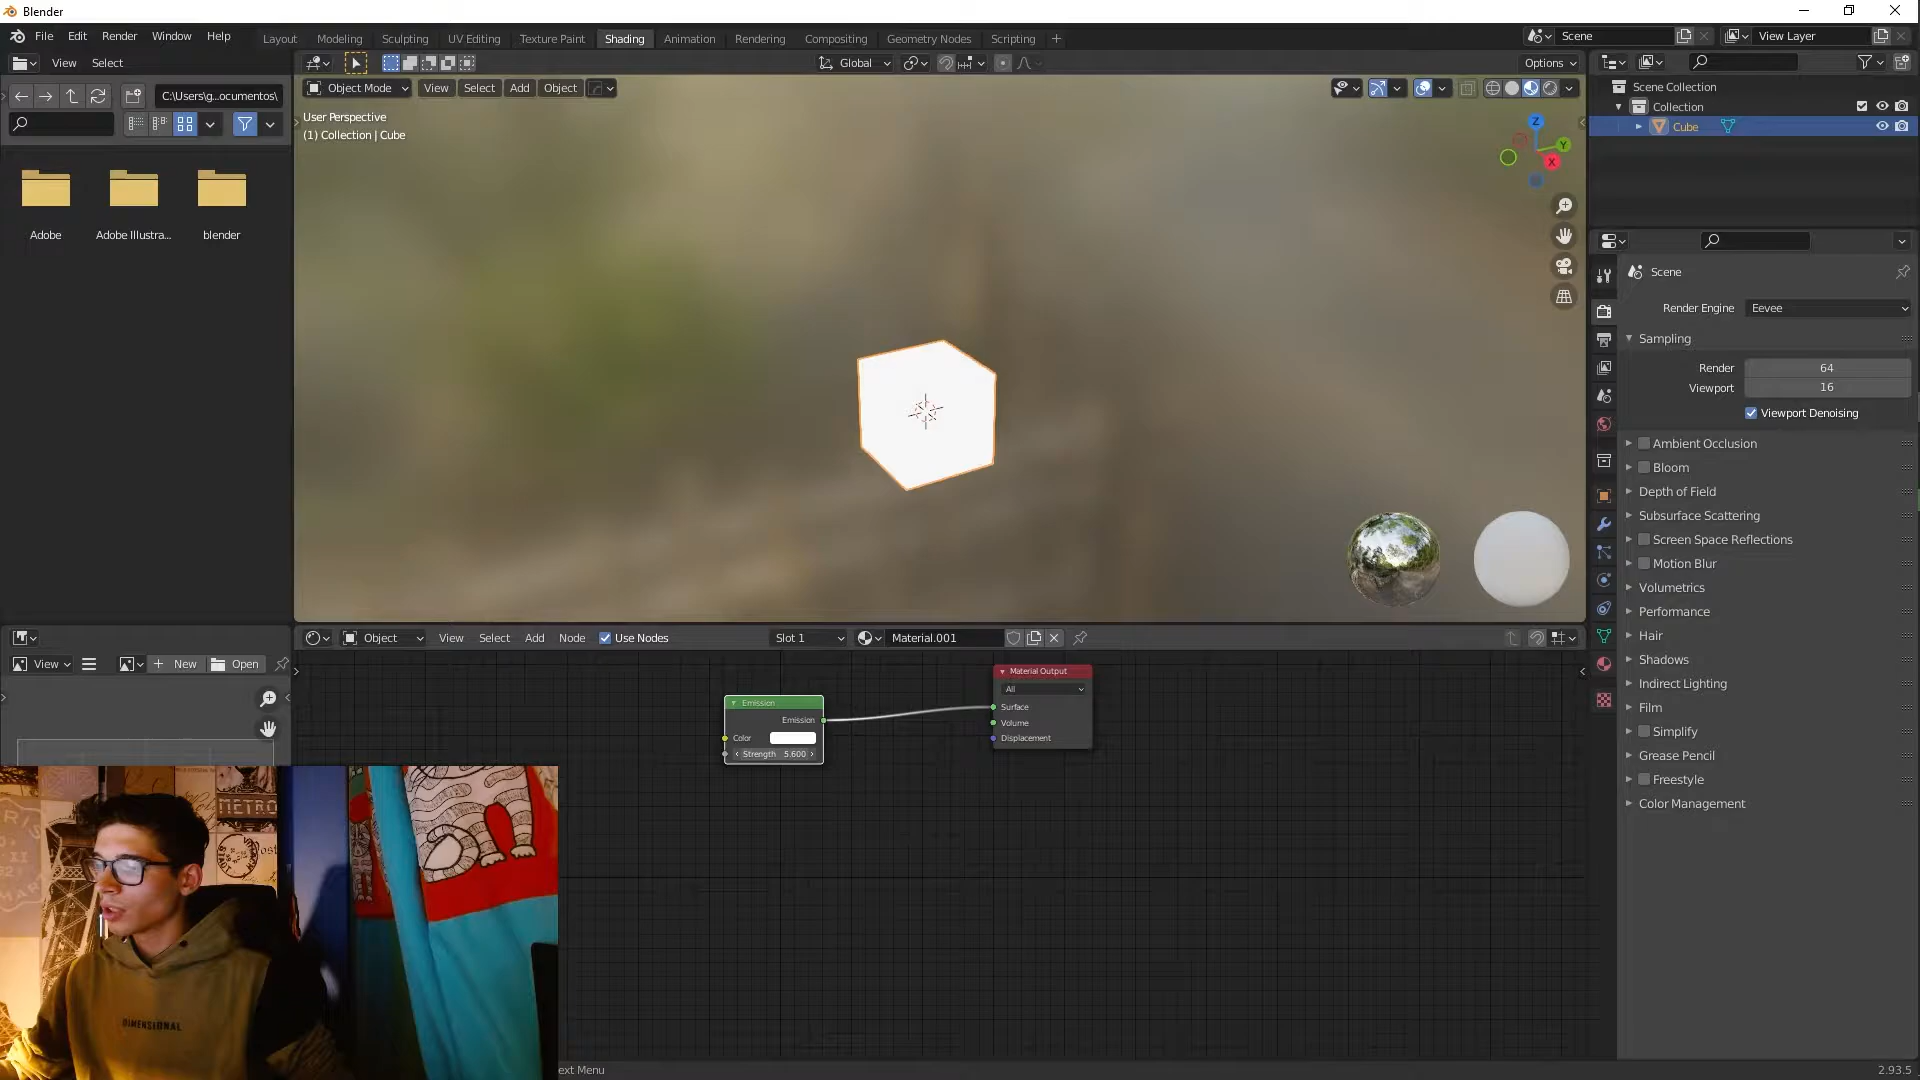 Blender
File Edit Render Window Help
Layout Modeling Sculpting UV Editing Texture Paint Shading Animation Rendering Compositing Geometry Nodes Scripting
Scene
View Layer
View Select
Global
Options
C:\Users\g...ocumentos\
Object Mode View Select Add Object
User Perspective
(1) Collection | Cube
Z
Y
X
Adobe
Adobe Illustra...
blender
Scene Collection
Collection
Cube
Scene
Render Engine Eevee
Sampling
Render 64
Viewport 16
Viewport Denoising
Ambient Occlusion
Bloom
Depth of Field
Subsurface Scattering
Screen Space Reflections
Motion Blur
Volumetrics
Performance
Hair
Shadows
Indirect Lighting
Film
Simplify
Grease Pencil
Freestyle
Color Management
Object View Select Add Node Use Nodes Slot 1 Material.001
View New Open
Emission
Emission
Color
Strength 5.600
Material Output
All
Surface
Volume
Displacement
METRO
DIMENSIONAL
ext Menu
2.93.5